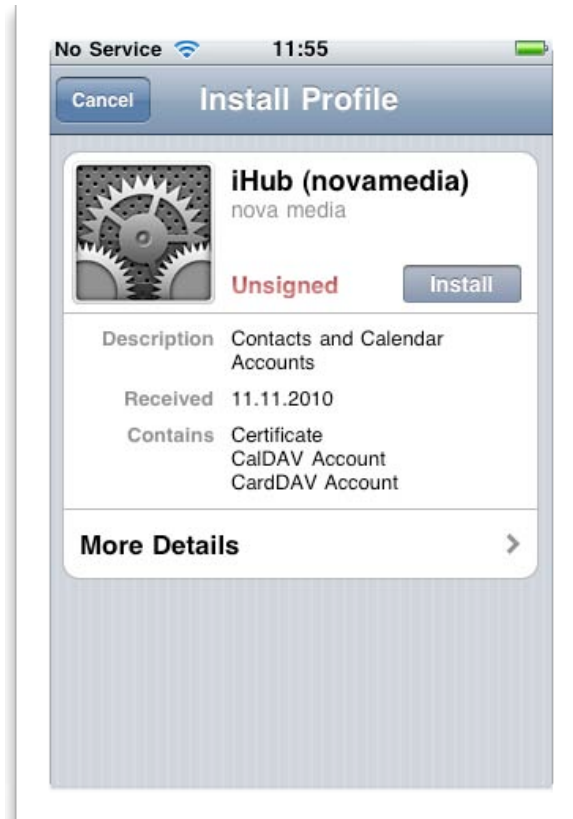 No Service 11:55
Cancel Install Profile
iHub (novamedia)
nova media
Unsigned Install
Description Contacts and Calendar
Accounts
Received 11.11.2010
Contains Certificate
CalDAV Account
CardDAV Account
More Details